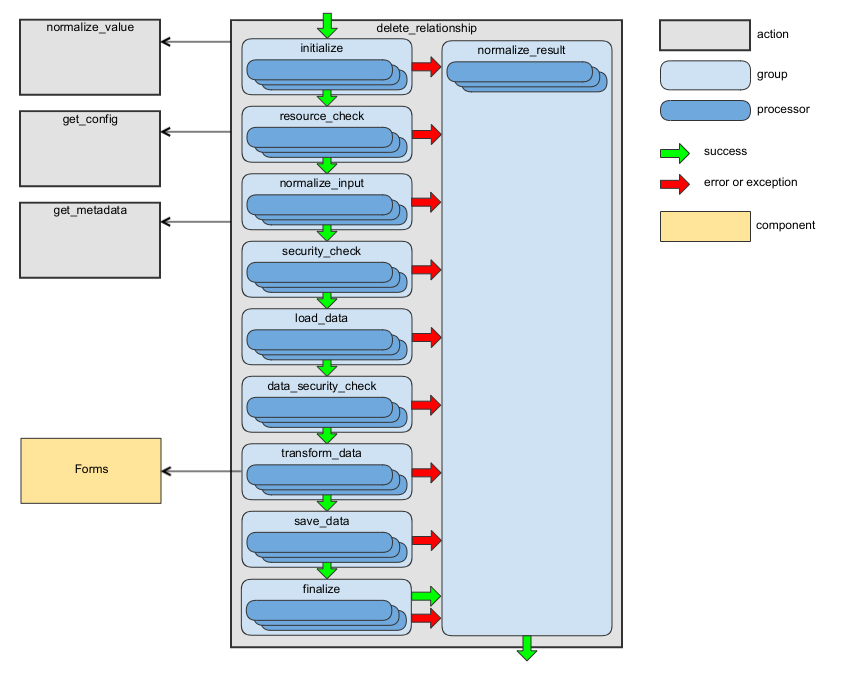 delete_relationship
normalize_value
get_config
get_metadata
Forms
initialize
resource_check
normalize_input
security_check
load_data
data_security_check
transform_data
save_data
finalize
normalize_result
action
group
processor
success
error or exception
component